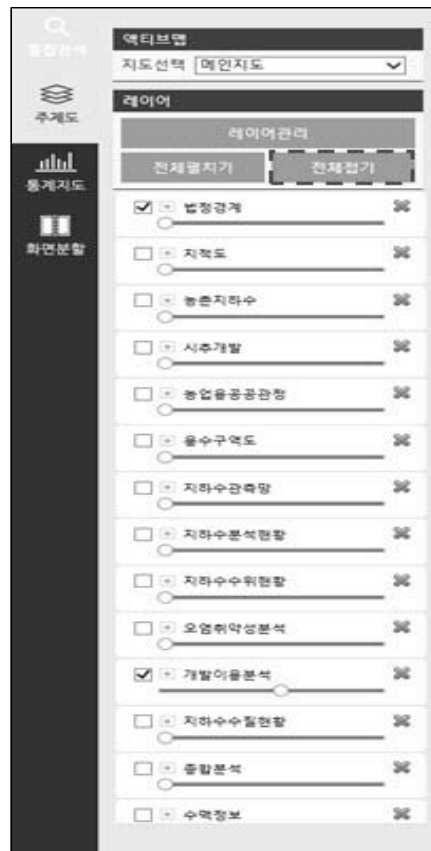 통합검색
주제도
통계지도
화면분할
액티브맵
지도선택 메인지도
레이어
레이어관리
전체펼치기 전체접기
법정경계
지적도
농촌지하수
시추개발
농업용공공관정
용수구역도
지하수관측망
지하수분석현황
지하수수위현황
오염취약성분석
개발이용분석
지하수수질현황
종합분석
수맥정보